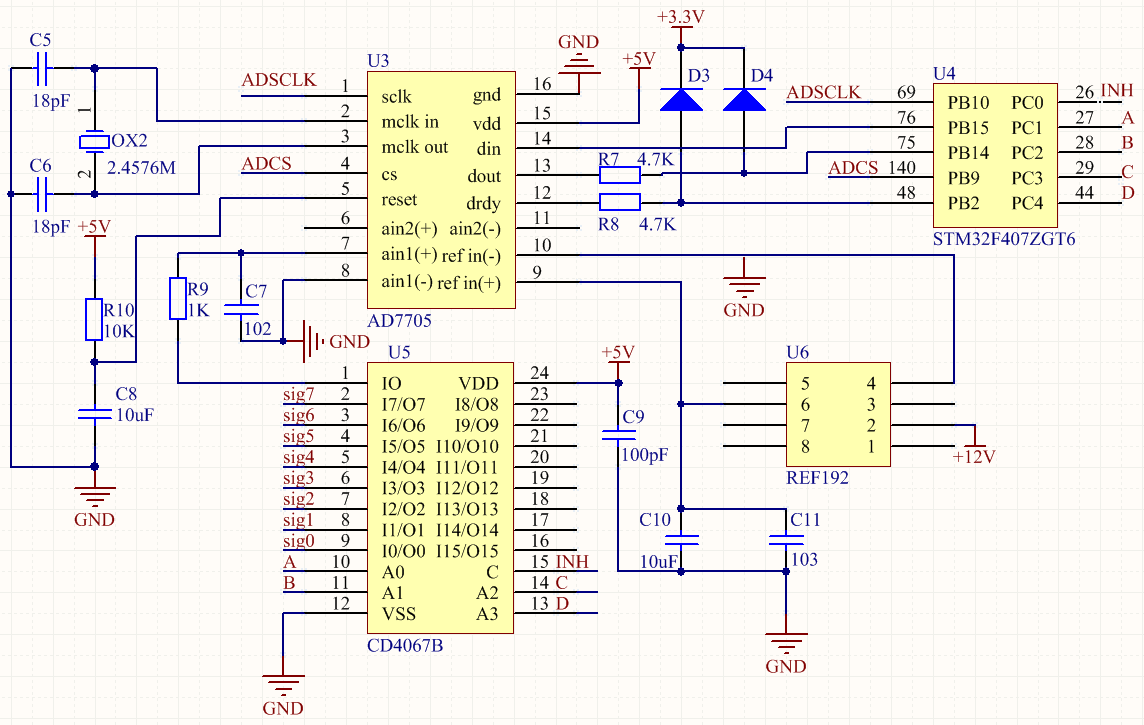 C5
18pF
1
OX2
2.4576M
2
C6
18pF
+5V
R10
10K
C8
10uF
GND
R9
1K
C7
102
GND
ADSCLK
ADCS
U3
1 sclk gnd 16
2 mclk in vdd 15
3 mclk out din 14
4 cs dout 13
5 reset drdy 12
6 ain2(+) ain2(-) 11
7 ain1(+) ref in(-) 10
8 ain1(-) ref in(+) 9
AD7705
GND
+5V
+3.3V
D3
D4
R7 4.7K
R8 4.7K
GND
U4
ADSCLK 69 PB10 PC0 26 INH
76 PB15 PC1 27 A
75 PB14 PC2 28 B
ADCS 140 PB9 PC3 29 C
48 PB2 PC4 44 D
STM32F407ZGT6
U5
1 IO VDD 24
sig7 2 I7/O7 I8/O8 23
sig6 3 I6/O6 I9/O9 22
sig5 4 I5/O5 I10/O10 21
sig4 5 I4/O4 I11/O11 20
sig3 6 I3/O3 I12/O12 19
sig2 7 I2/O2 I13/O13 18
sig1 8 I1/O1 I14/O14 17
sig0 9 I0/O0 I15/O15 16
A 10 A0 C 15 INH
B 11 A1 A2 14 C
12 VSS A3 13 D
CD4067B
GND
+5V
C9
100pF
U6
5 4
6 3
7 2
8 1
REF192
+12V
C10
10uF
C11
103
GND